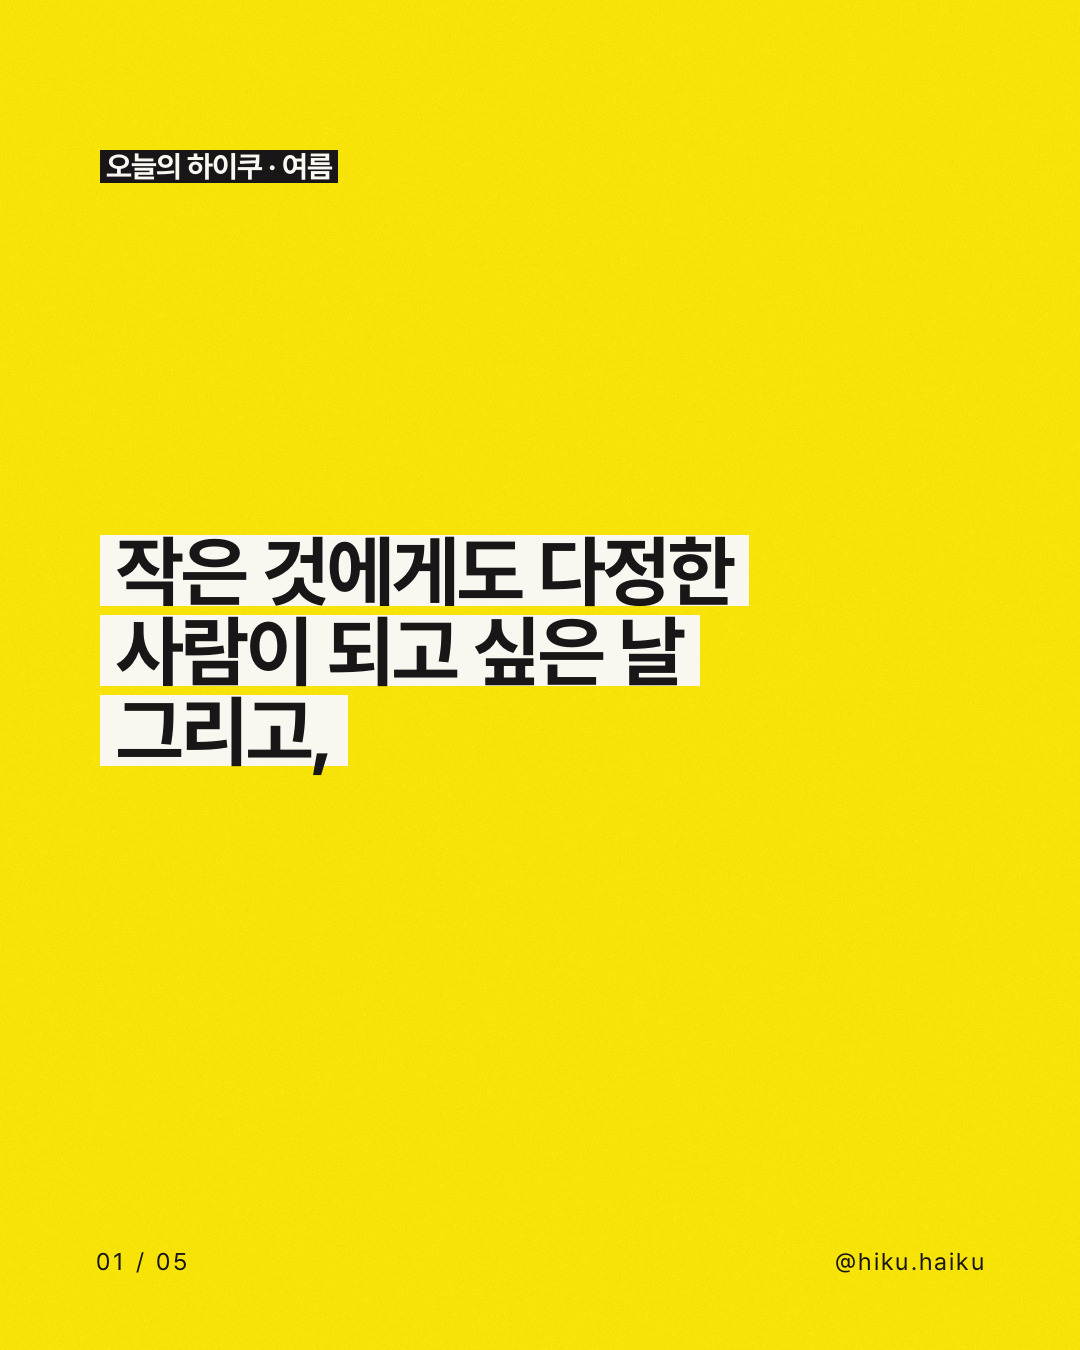 오늘의 하이쿠 · 여름
작은 것에게도 다정한
사람이 되고 싶은 날
그리고,
01 / 05
@hiku.haiku